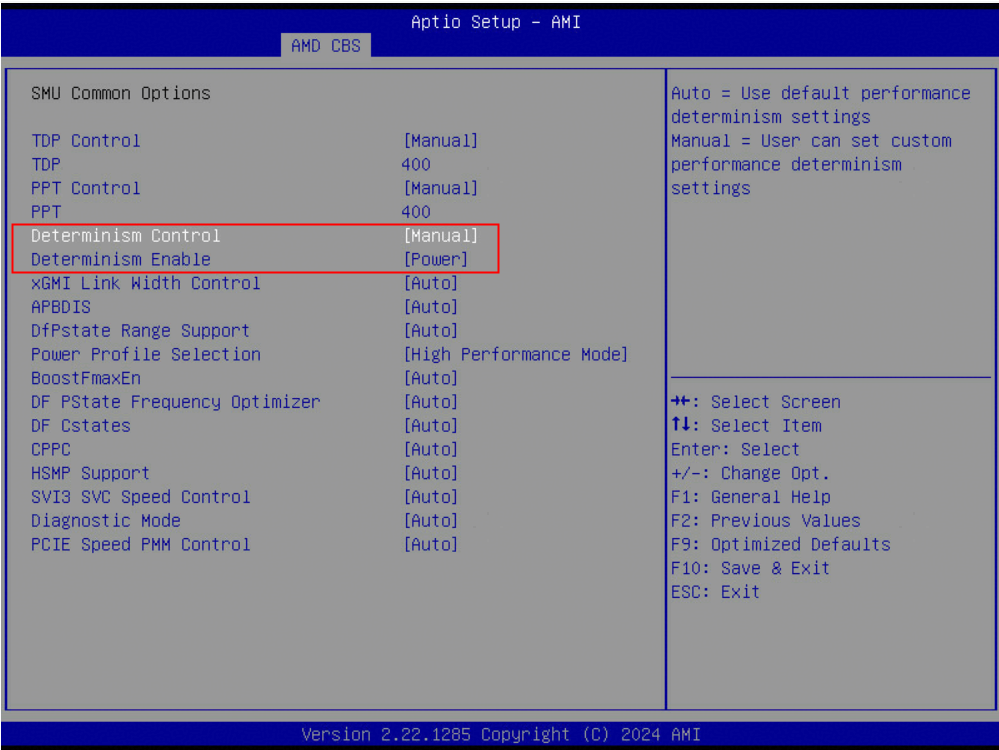 Aptio Setup - AMI
AMD CBS
SMU Common Options
TDP Control [Manual]
TDP 400
PPT Control [Manual]
PPT 400
Determinism Control [Manual]
Determinism Enable [Power]
xGMI Link Width Control [Auto]
APBDIS [Auto]
DfPstate Range Support [Auto]
Power Profile Selection [High Performance Mode]
BoostFmaxEn [Auto]
DF PState Frequency Optimizer [Auto]
DF Cstates [Auto]
CPPC [Auto]
HSMP Support [Auto]
SVI3 SVC Speed Control [Auto]
Diagnostic Mode [Auto]
PCIE Speed PMM Control [Auto]
Auto = Use default performance
determinism settings
Manual = User can set custom
performance determinism
settings
→←: Select Screen
↑↓: Select Item
Enter: Select
+/-: Change Opt.
F1: General Help
F2: Previous Values
F9: Optimized Defaults
F10: Save & Exit
ESC: Exit
Version 2.22.1285 Copyright (C) 2024 AMI